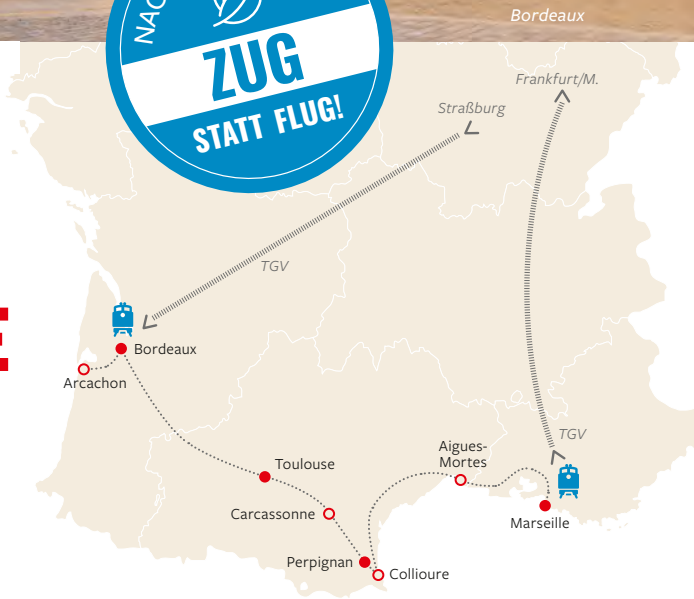 Bordeaux
ZUG
STATT FLUG!
Frankfurt/M.
Straßburg
TGV
Bordeaux
Arcachon
Toulouse
Carcassonne
Perpignan
Collioure
Aigues-
Mortes
TGV
Marseille